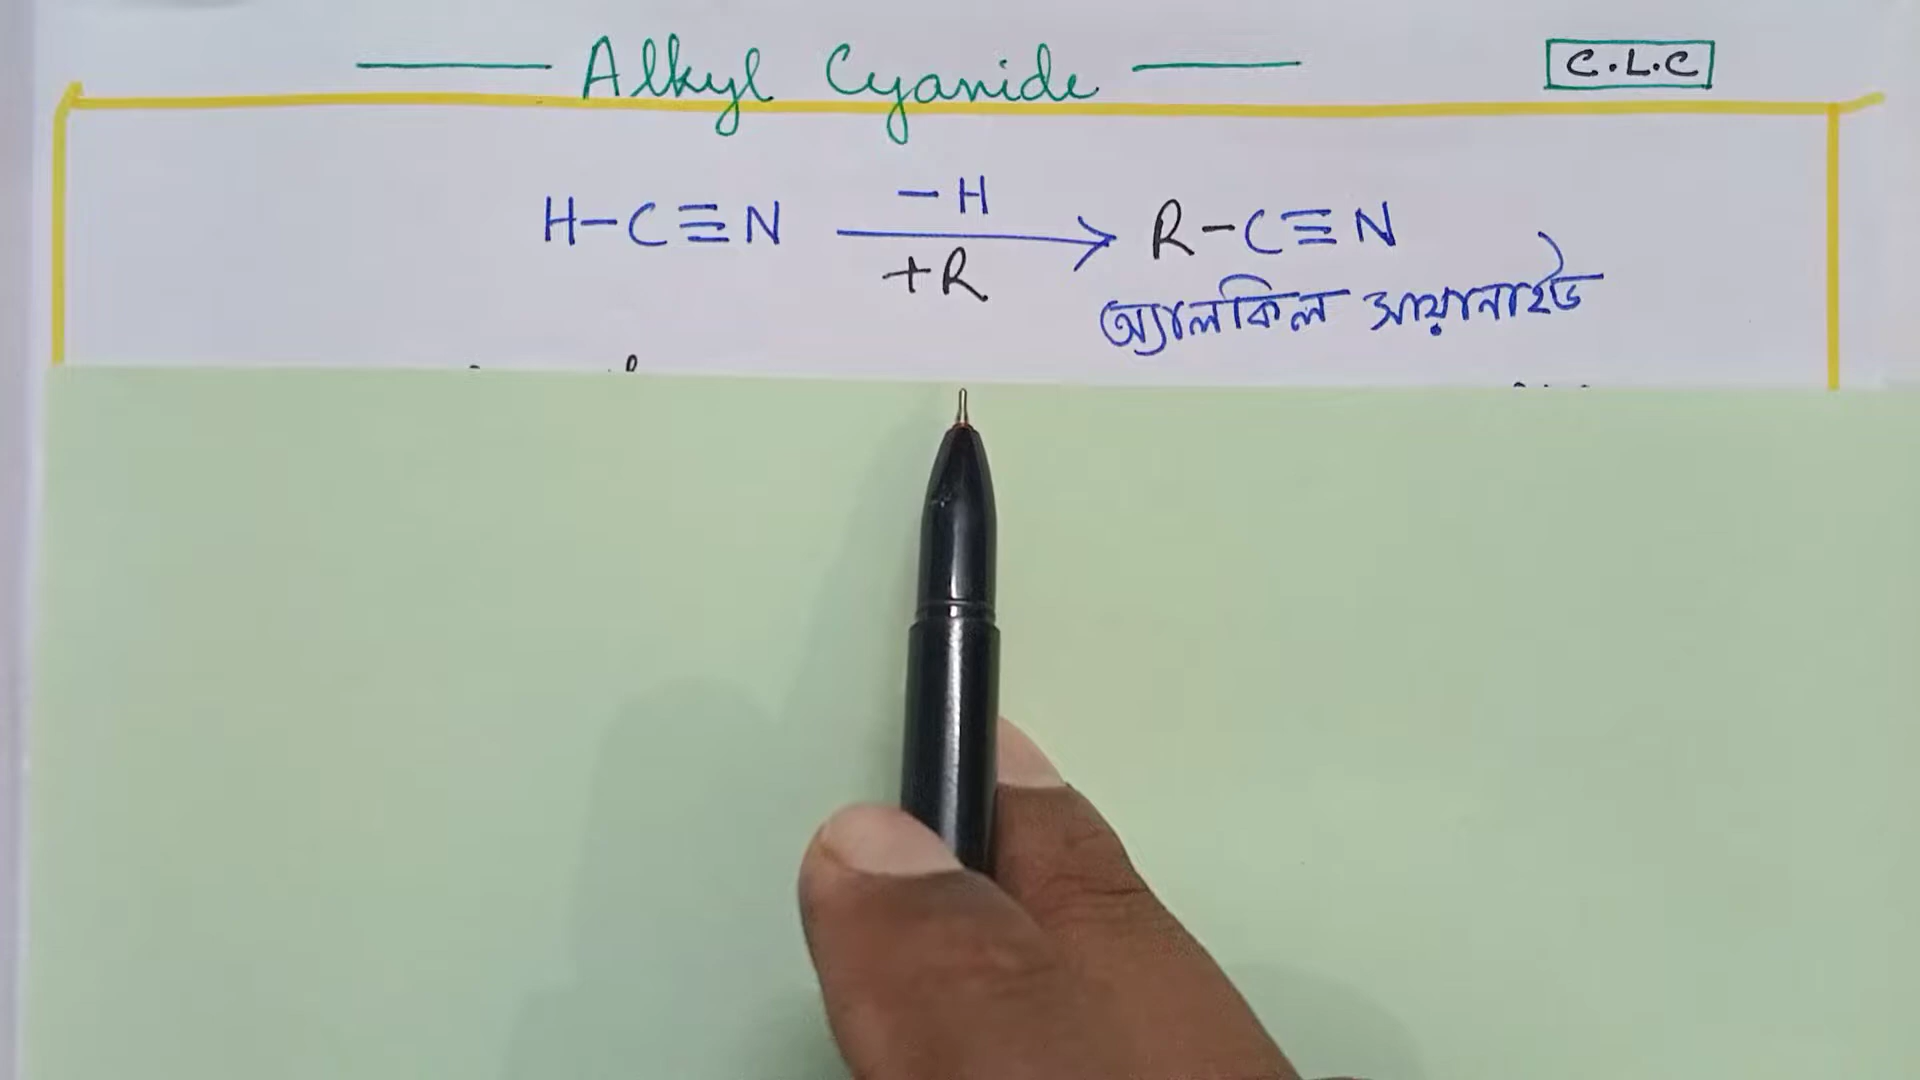 Alkyl Cyanide
C.L.C
H-C≡N —H +R R-C≡N
অ্যালকিল সায়ানাইড